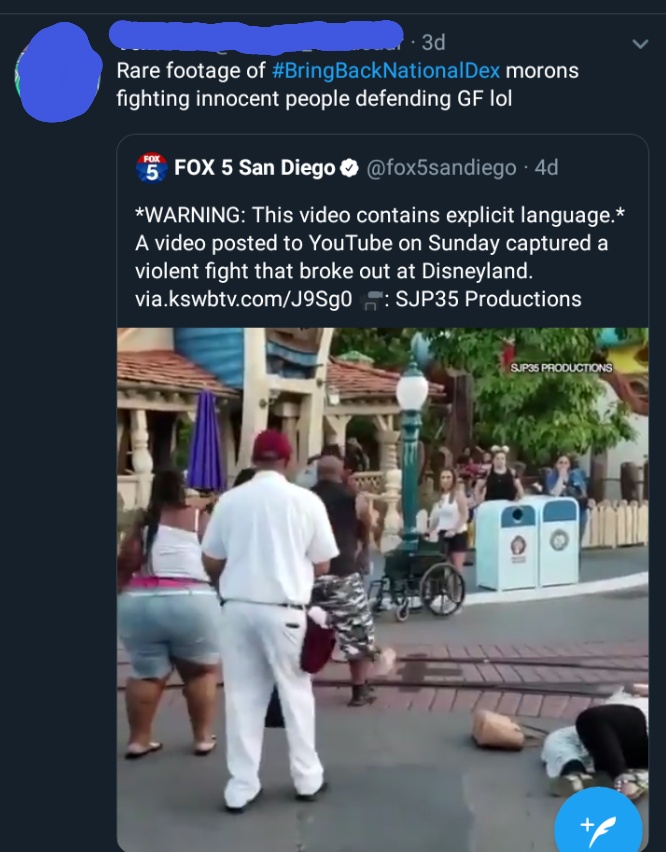 · 3d
Rare footage of #BringBackNationalDex morons
fighting innocent people defending GF lol
FOX 5
FOX 5 San Diego @fox5sandiego · 4d
*WARNING: This video contains explicit language.*
A video posted to YouTube on Sunday captured a
violent fight that broke out at Disneyland.
via.kswbtv.com/J9Sg0 📹: SJP35 Productions
SJP35 PRODUCTIONS